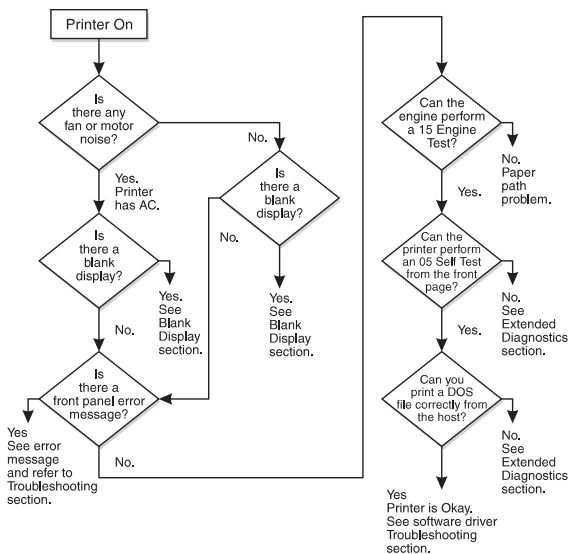 Printer On
Is
there any
fan or motor
noise?
No.
Yes.
Printer
has AC.
Is
there a
blank
display?
No.
Is
there a
blank
display?
Yes.
See
Blank
Display
section.
Yes.
See
Blank
Display
section.
No.
Is
there a
front panel error
message?
Yes
See error
message
and refer to
Troubleshooting
section.
No.
Can the
engine perform
a 15 Engine
Test?
No.
Paper
path
problem.
Yes.
Can the
printer perform
an 05 Self Test
from the front
page?
No.
See
Extended
Diagnostics
section.
Yes.
Can you
print a DOS
file correctly from
the host?
No.
See
Extended
Diagnostics
section.
Yes
Printer is Okay.
See software driver
Troubleshooting
section.